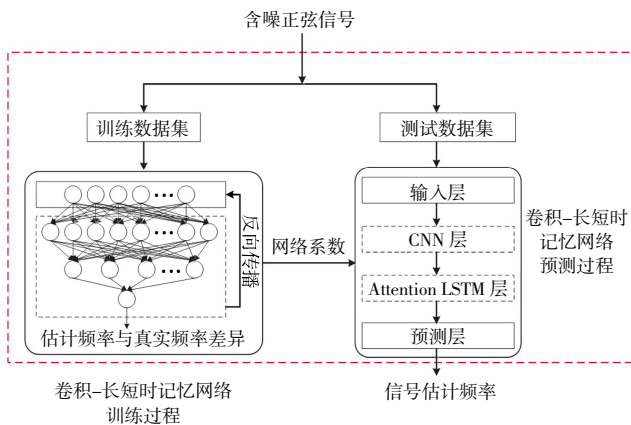 含噪正弦信号
训练数据集
测试数据集
反向传播
估计频率与真实频率差异
网络系数
输入层
CNN 层
Attention LSTM 层
预测层
卷积–长短时
记忆网络
预测过程
卷积–长短时记忆网络
训练过程
信号估计频率